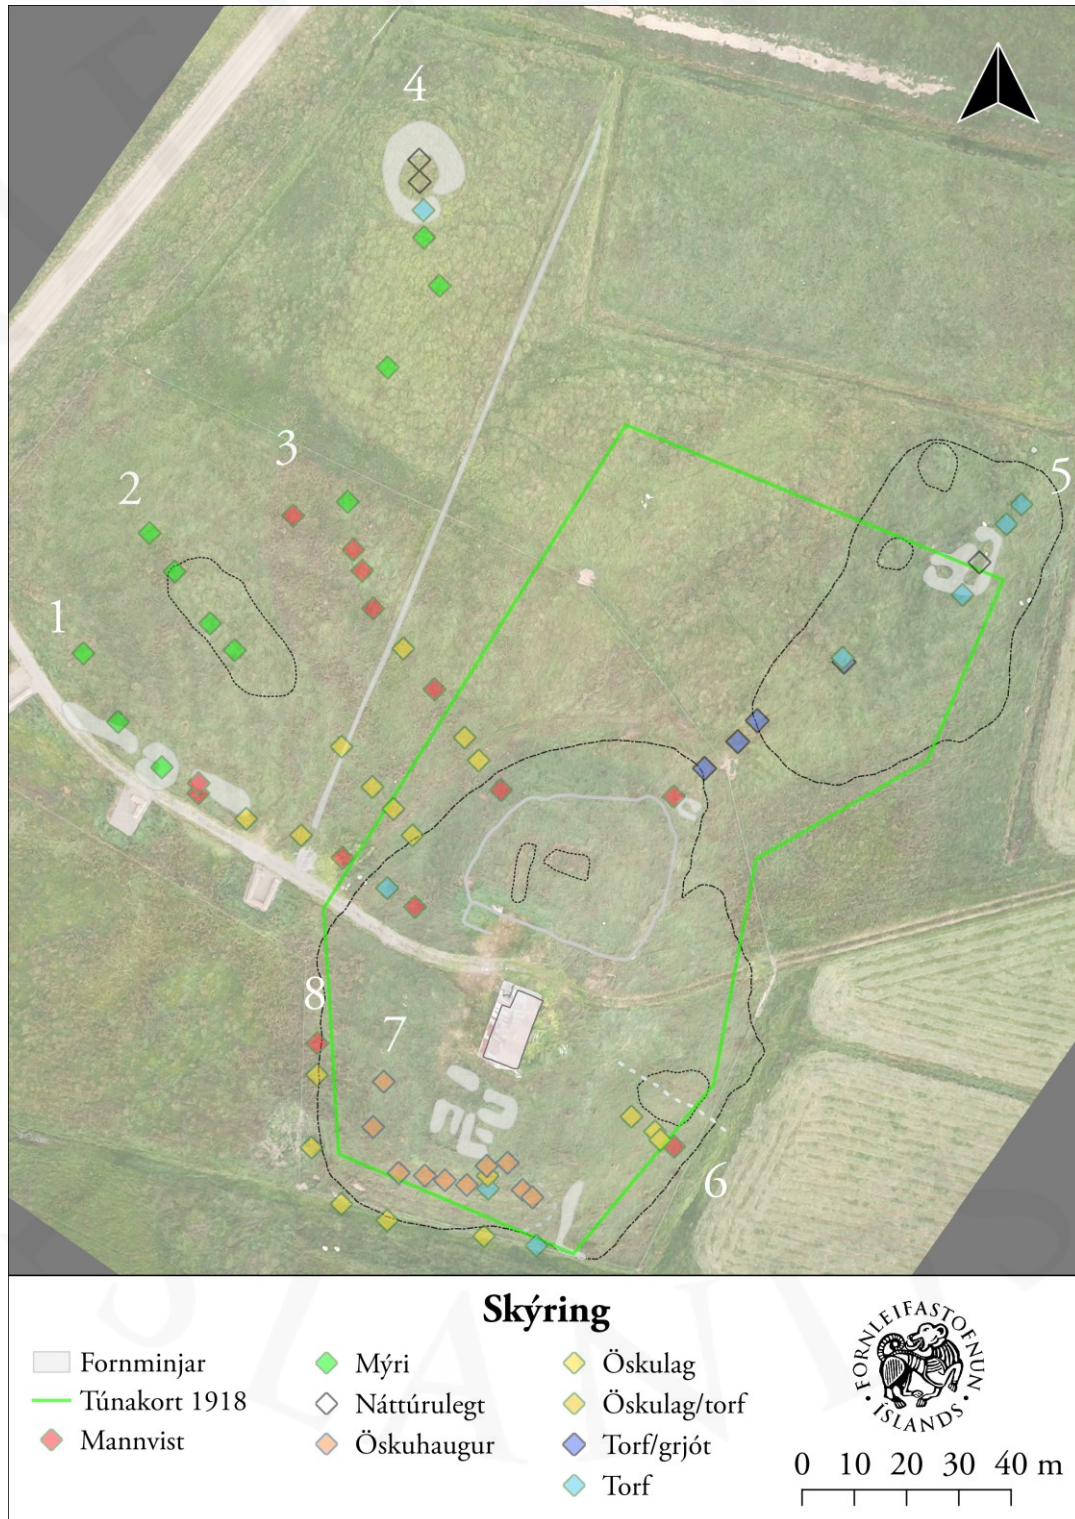 4
3
2
5
1
8
7
6
Skýring
Fornminjar
Túnakort 1918
Mannvist
Mýri
Náttúrulegt
Öskuhaugur
Öskulag
Öskulag/torf
Torf/grjót
Torf
FORNLEIFASTOFNUN
• ÍSLANDS •
0 10 20 30 40 m